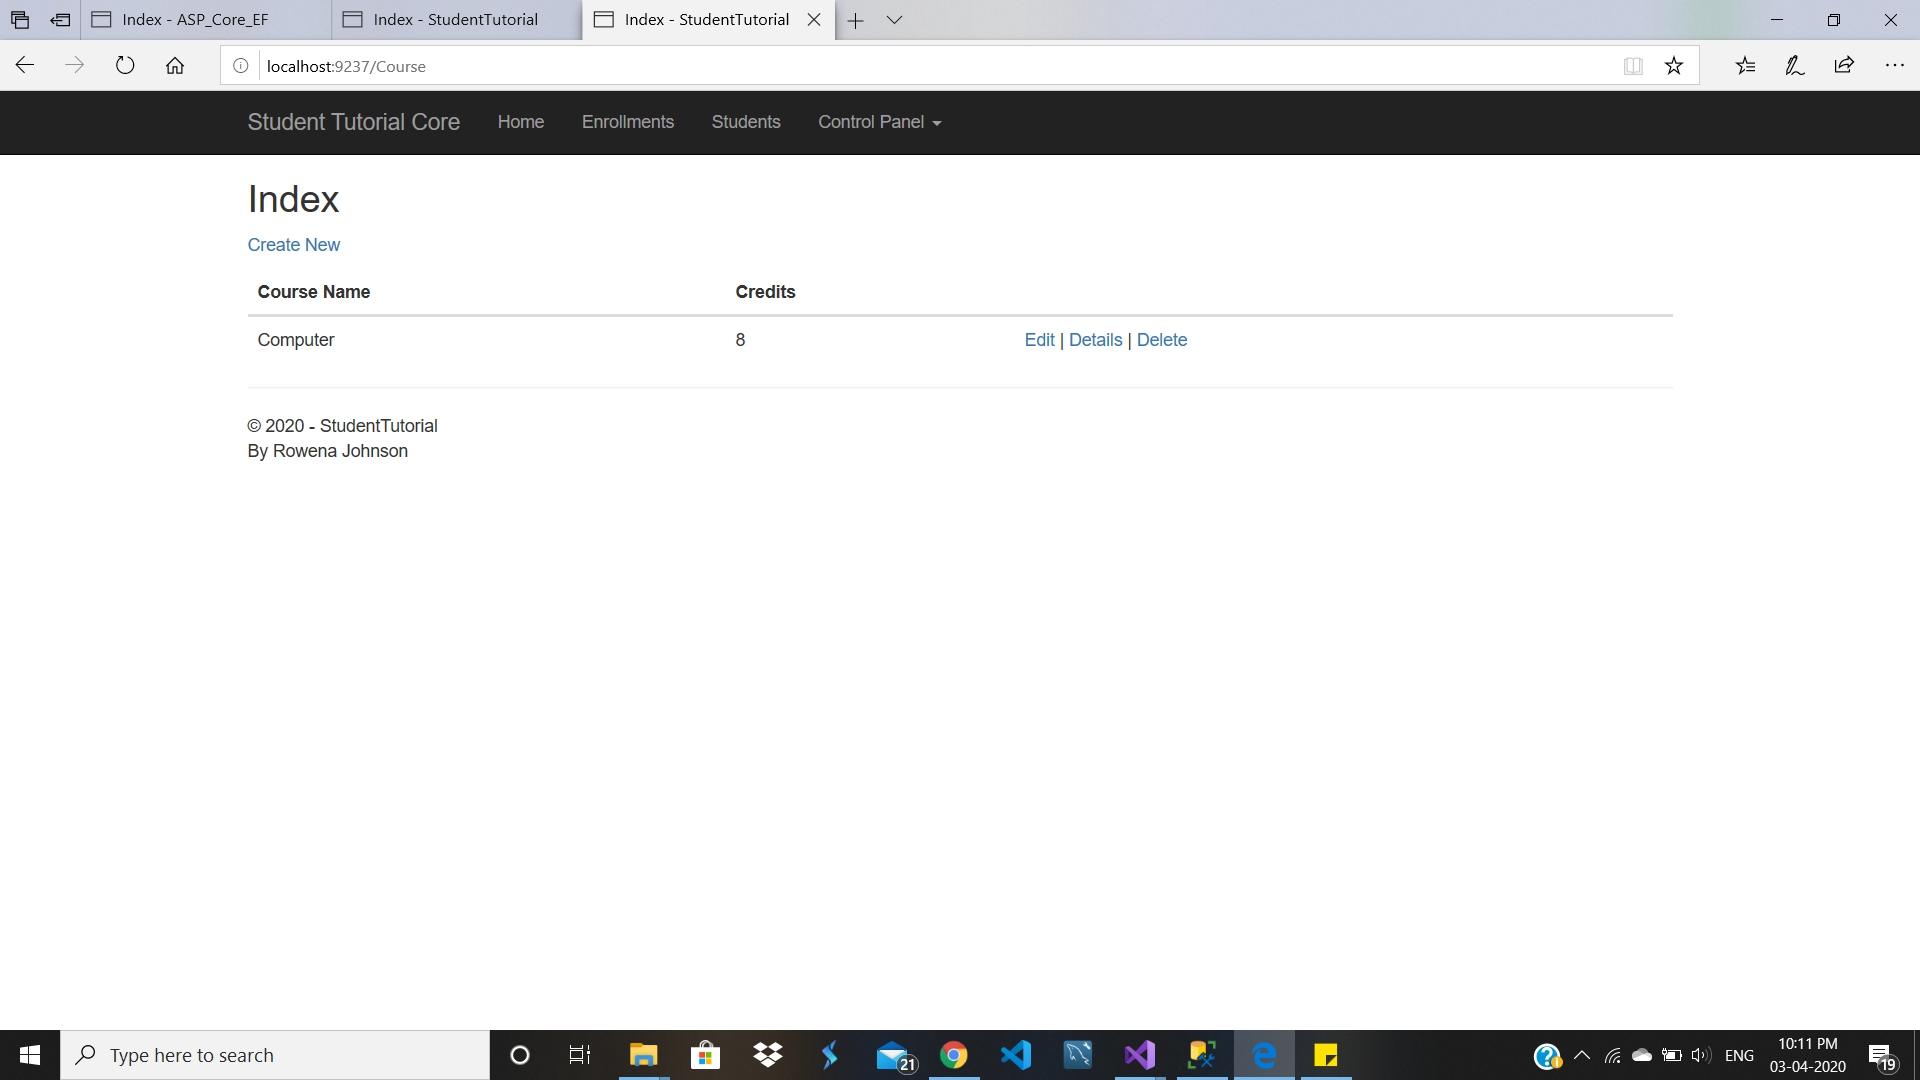 Index - ASP_Core_EF
Index - StudentTutorial
Index - StudentTutorial
localhost:9237/Course
Student Tutorial Core Home Enrollments Students Control Panel
Index
Create New
Course Name Credits
Computer 8 Edit | Details | Delete
© 2020 - StudentTutorial
By Rowena Johnson
Type here to search
21
ENG
10:11 PM
03-04-2020
19